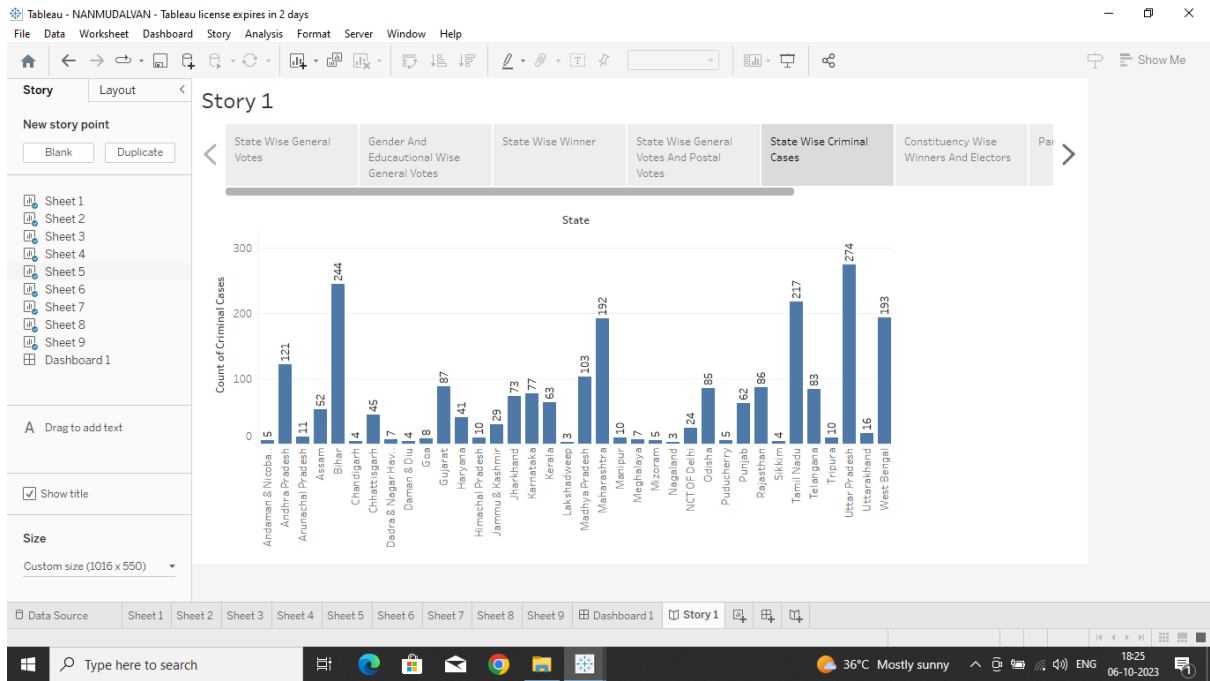 Tableau - NANMUDALVAN - Tableau license expires in 2 days
File Data Worksheet Dashboard Story Analysis Format Server Window Help
Show Me
Story Layout
New story point
Blank Duplicate
Sheet 1
Sheet 2
Sheet 3
Sheet 4
Sheet 5
Sheet 6
Sheet 7
Sheet 8
Sheet 9
Dashboard 1
A Drag to add text
Show title
Size
Custom size (1016 x 550)
Story 1
State Wise General
Votes
Gender And
Educautional Wise
General Votes
State Wise Winner
State Wise General
Votes And Postal
Votes
State Wise Criminal
Cases
Constituency Wise
Winners And Electors
State
Count of Criminal Cases
300
200
100
0
5
121
11
52
244
4
45
7
4
8
87
41
10
29
73
77
63
3
103
192
10
7
5
3
24
85
5
62
86
4
217
83
10
274
16
193
Andaman & Nicoba..
Andhra Pradesh
Arunachal Pradesh
Assam
Bihar
Chandigarh
Chhattisgarh
Dadra & Nagar Hav..
Daman & Diu
Goa
Gujarat
Haryana
Himachal Pradesh
Jammu & Kashmir
Jharkhand
Karnataka
Kerala
Lakshadweep
Madhya Pradesh
Maharashtra
Manipur
Meghalaya
Mizoram
Nagaland
NCT OF Delhi
Odisha
Puducherry
Punjab
Rajasthan
Sikkim
Tamil Nadu
Telangana
Tripura
Uttar Pradesh
Uttarakhand
West Bengal
Data Source Sheet 1 Sheet 2 Sheet 3 Sheet 4 Sheet 5 Sheet 6 Sheet 7 Sheet 8 Sheet 9 Dashboard 1 Story 1
Type here to search
36°C Mostly sunny
ENG
18:25
06-10-2023
1